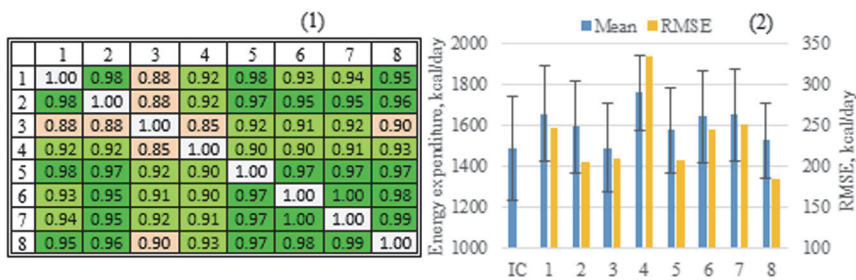 (1)
1 2 3 4 5 6 7 8
1 1.00 0.98 0.88 0.92 0.98 0.93 0.94 0.95
2 0.98 1.00 0.88 0.92 0.97 0.95 0.95 0.96
3 0.88 0.88 1.00 0.85 0.92 0.91 0.92 0.90
4 0.92 0.92 0.85 1.00 0.90 0.90 0.91 0.93
5 0.98 0.97 0.92 0.90 1.00 0.97 0.97 0.97
6 0.93 0.95 0.91 0.90 0.97 1.00 1.00 0.98
7 0.94 0.95 0.92 0.91 0.97 1.00 1.00 0.99
8 0.95 0.96 0.90 0.93 0.97 0.98 0.99 1.00
(2)
Mean RMSE
Energy expenditure, kcal/day
2000
1800
1600
1400
1200
1000
350
300
250
200
150
100
RMSE, kcal/day
IC 1 2 3 4 5 6 7 8